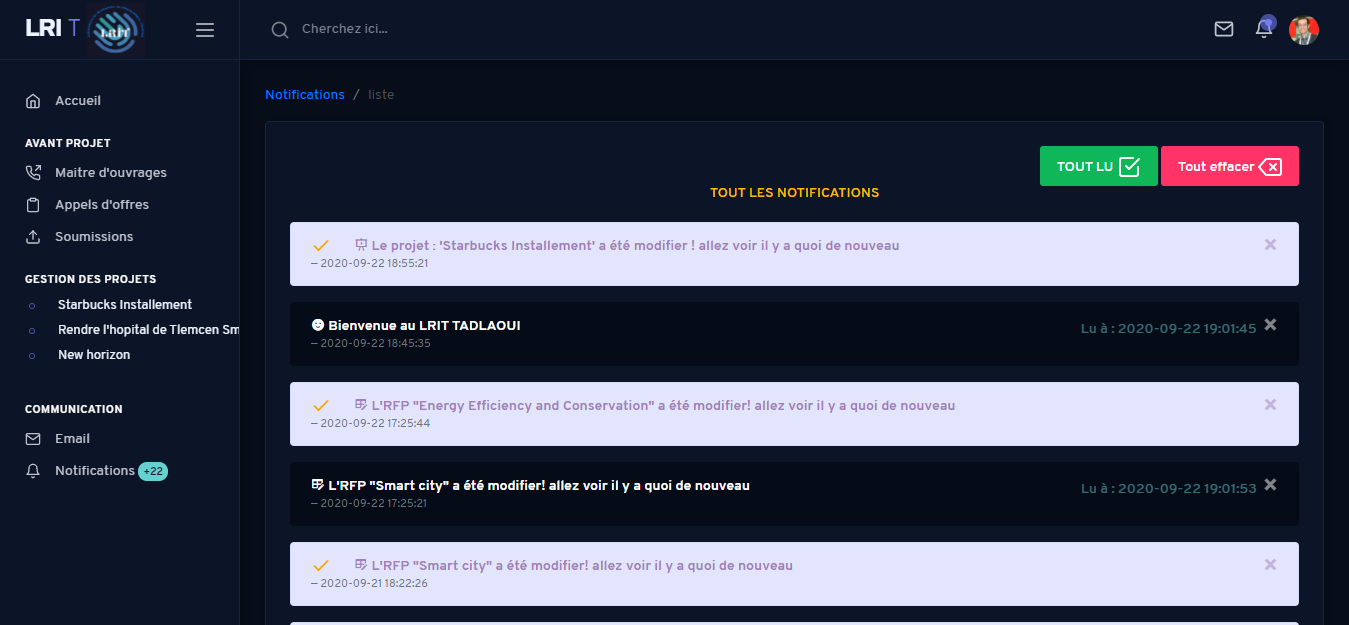 LRI T LRIT
Cherchez ici...
Accueil
AVANT PROJET
Maitre d'ouvrages
Appels d'offres
Soumissions
GESTION DES PROJETS
Starbucks Installement
Rendre l'hopital de Tlemcen Sm
New horizon
COMMUNICATION
Email
Notifications +22
Notifications / liste
TOUT LU
Tout effacer
TOUT LES NOTIFICATIONS
Le projet : 'Starbucks Installement' a été modifier ! allez voir il y a quoi de nouveau
— 2020-09-22 18:55:21
Bienvenue au LRIT TADLAOUI
Lu à : 2020-09-22 19:01:45
— 2020-09-22 18:45:35
L'RFP "Energy Efficiency and Conservation" a été modifier! allez voir il y a quoi de nouveau
— 2020-09-22 17:25:44
L'RFP "Smart city" a été modifier! allez voir il y a quoi de nouveau
Lu à : 2020-09-22 19:01:53
— 2020-09-22 17:25:21
L'RFP "Smart city" a été modifier! allez voir il y a quoi de nouveau
— 2020-09-21 18:22:26